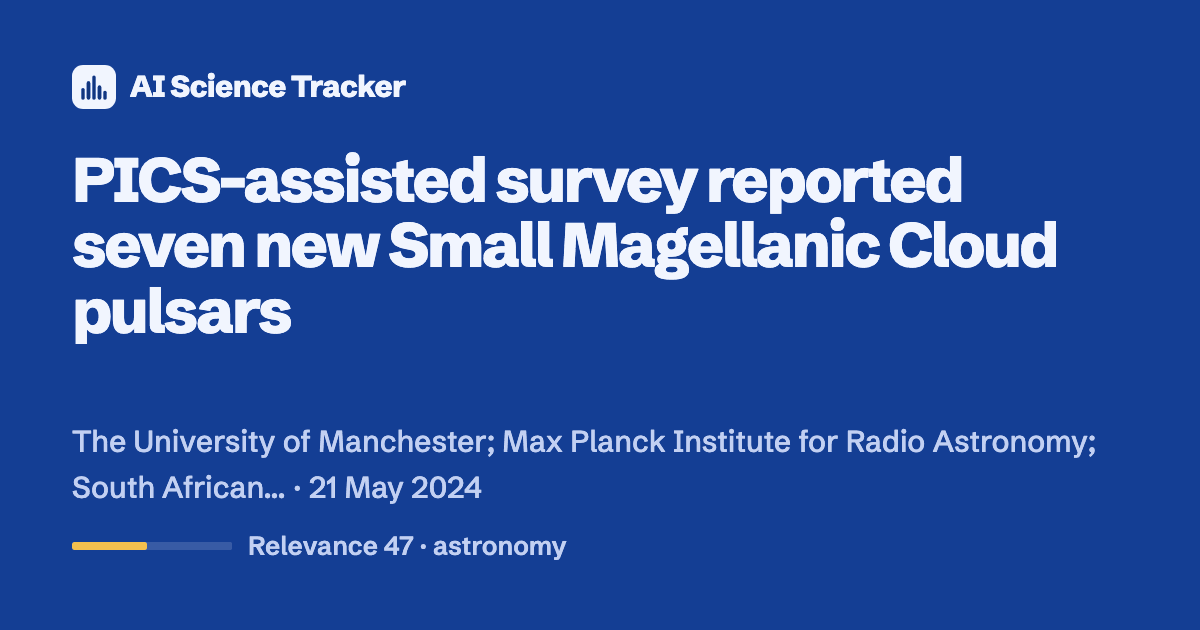 AI Science Tracker
PICS-assisted survey reported
seven new Small Magellanic Cloud
pulsars
The University of Manchester; Max Planck Institute for Radio Astronomy;
South African... · 21 May 2024
Relevance 47 · astronomy